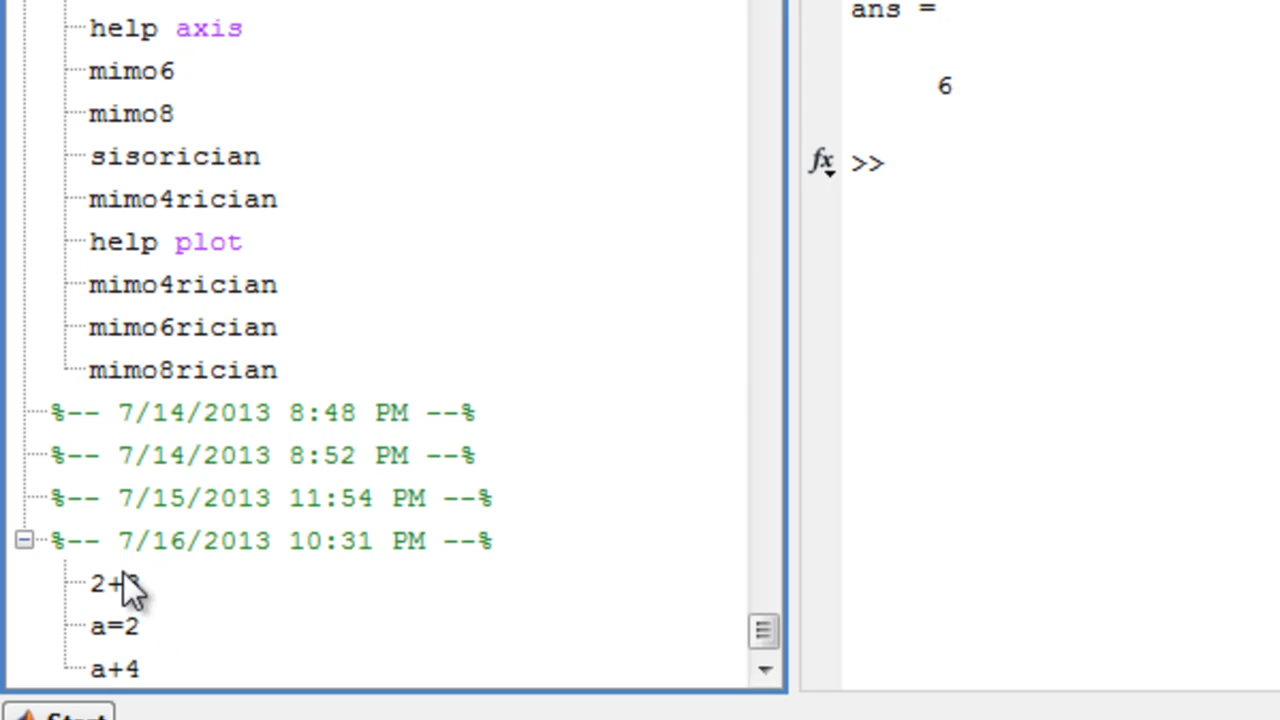 help axis
mimo6
mimo8
sisorician
mimo4rician
help plot
mimo4rician
mimo6rician
mimo8rician
%-- 7/14/2013 8:48 PM --%
%-- 7/14/2013 8:52 PM --%
%-- 7/15/2013 11:54 PM --%
%-- 7/16/2013 10:31 PM --%
a=2
a+4
ans =
6
fx >>
Start